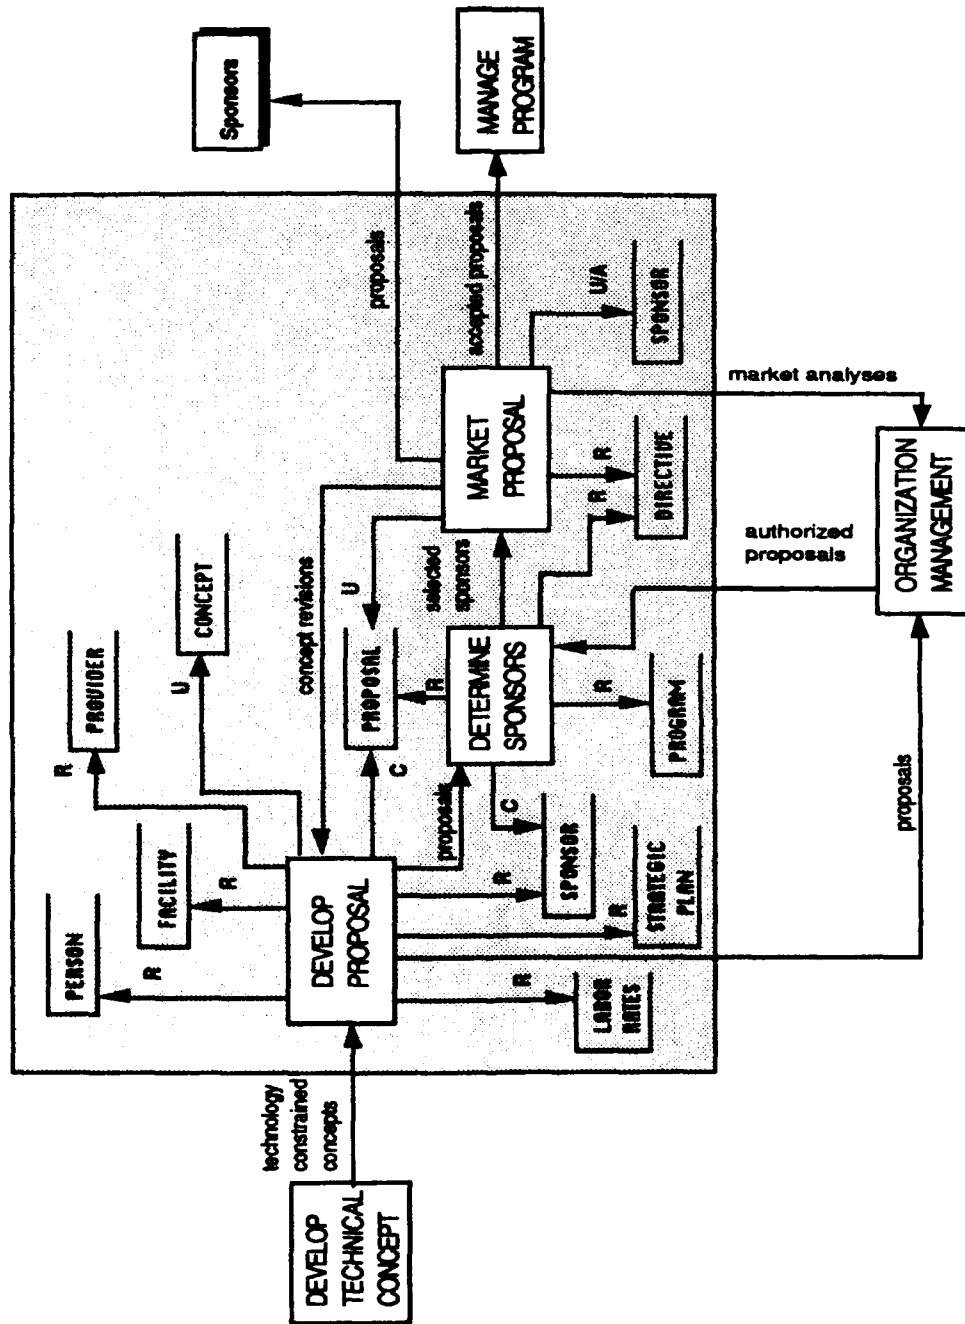 Sponsors
MANAGE
PROGRAM
proposals
accepted proposals
U/A
SPONSOR
market analyses
MARKET
PROPOSAL
R
R
DIRECTIVE
authorized
proposals
ORGANIZATION
MANAGEMENT
CONCEPT
U
concept revisions
U
selected
sponsors
PROVIDER
R
PROPOSAL
R
C
DETERMINE
SPONSORS
R
PROGRAM
proposals
proposals
C
SPONSOR
R
FACILITY
R
PERSON
R
DEVELOP
PROPOSAL
R
STRATEGIC
PLAN
R
LABOR
RATES
technology
constrained
concepts
DEVELOP
TECHNICAL
CONCEPT